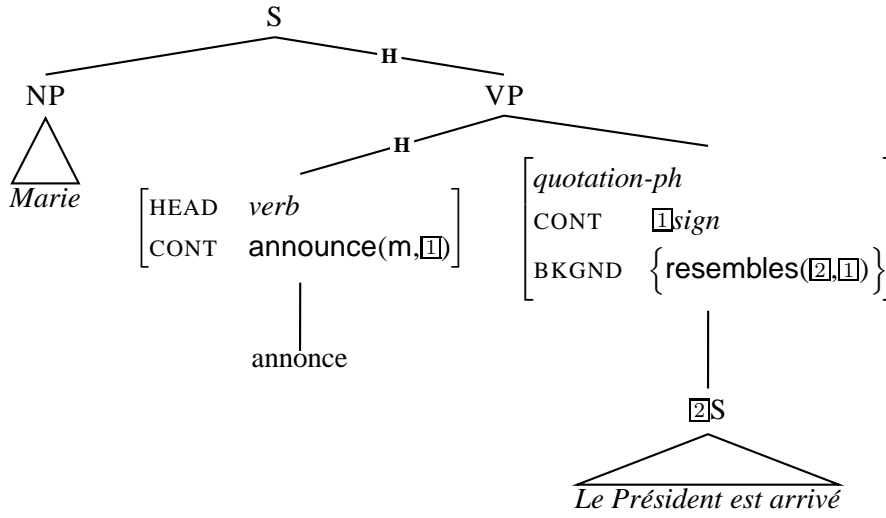 S
H
NP VP
H
Marie
HEAD verb
CONT announce(m,1)
quotation-ph
CONT 1sign
BKGND {resembles(2,1)}
annonce
2S
Le Président est arrivé